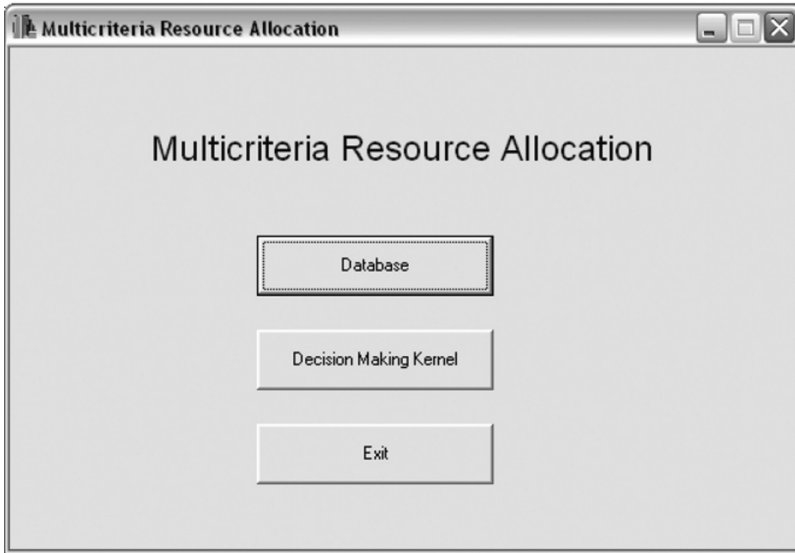 Multicriteria Resource Allocation
Multicriteria Resource Allocation
Database
Decision Making Kernel
Exit